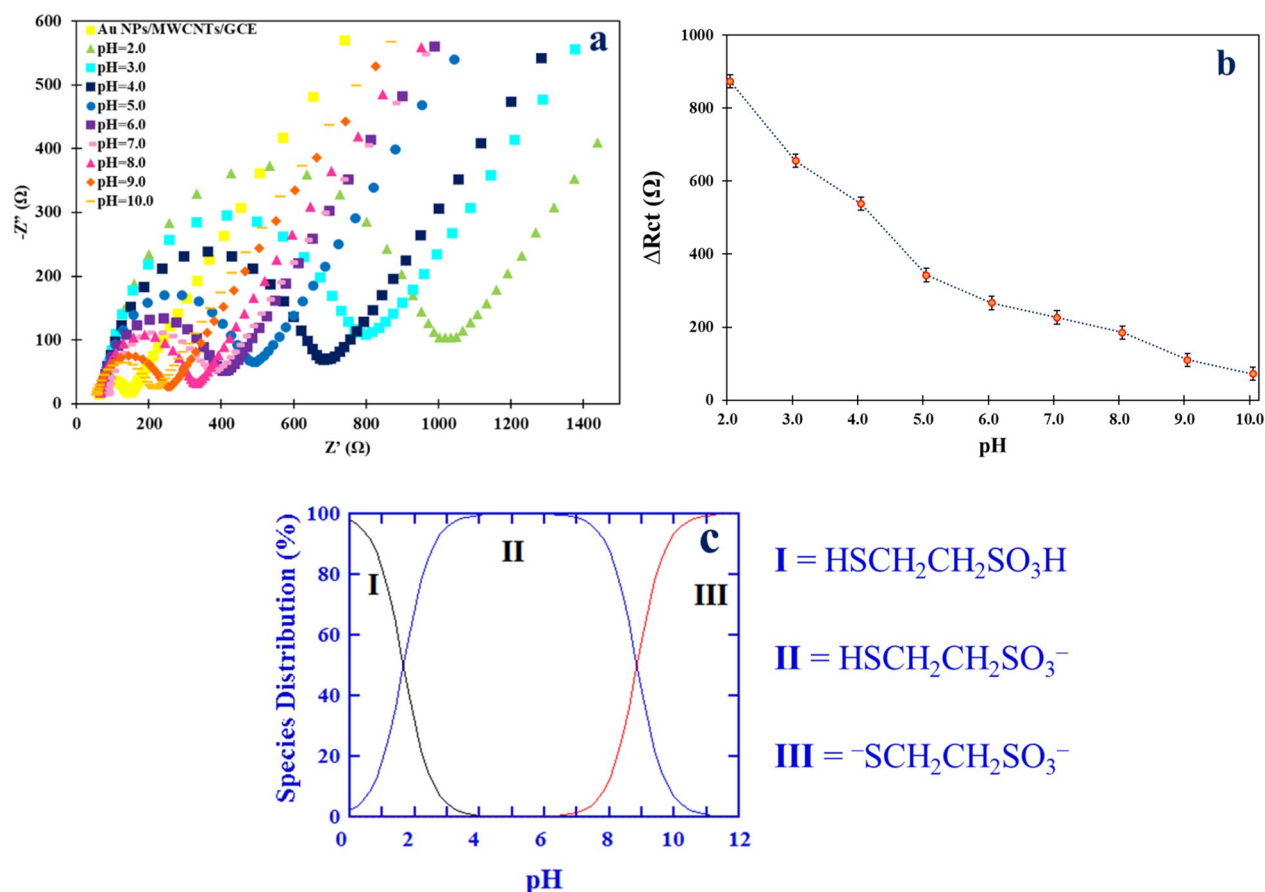 a
Au NPs/MWCNTs/GCE
pH=2.0
pH=3.0
pH=4.0
pH=5.0
pH=6.0
pH=7.0
pH=8.0
pH=9.0
pH=10.0
-Z" (Ω)
600
500
400
300
200
100
0
0 200 400 600 800 1000 1200 1400
Z' (Ω)
b
ΔRct (Ω)
1000
800
600
400
200
0
2.0 3.0 4.0 5.0 6.0 7.0 8.0 9.0 10.0
pH
c
Species Distribution (%)
100
80
60
40
20
0
I
II
III
0 2 4 6 8 10 12
pH
I = HSCH₂CH₂SO₃H
II = HSCH₂CH₂SO₃⁻
III = ⁻SCH₂CH₂SO₃⁻